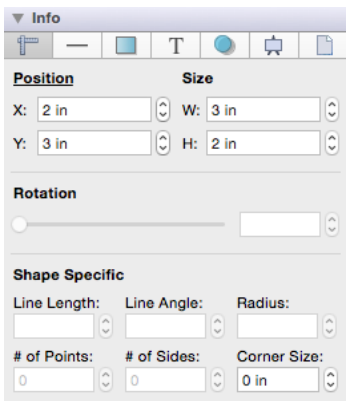 Info
T
Position Size
X: 2 in W: 3 in
Y: 3 in H: 2 in
Rotation
Shape Specific
Line Length: Line Angle: Radius:
# of Points: # of Sides: Corner Size:
0 0 0 in